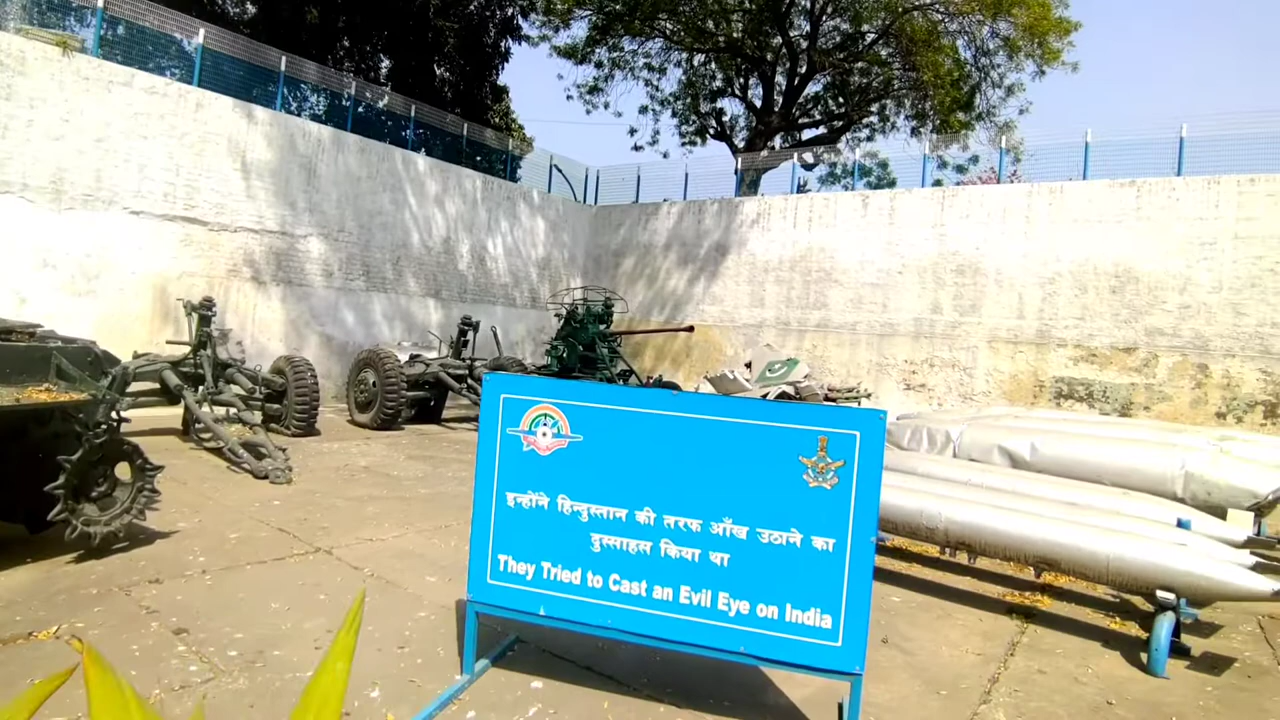 इन्होंने हिन्दुस्तान की तरफ आँख उठाने का
दुस्साहस किया था
They Tried to Cast an Evil Eye on India